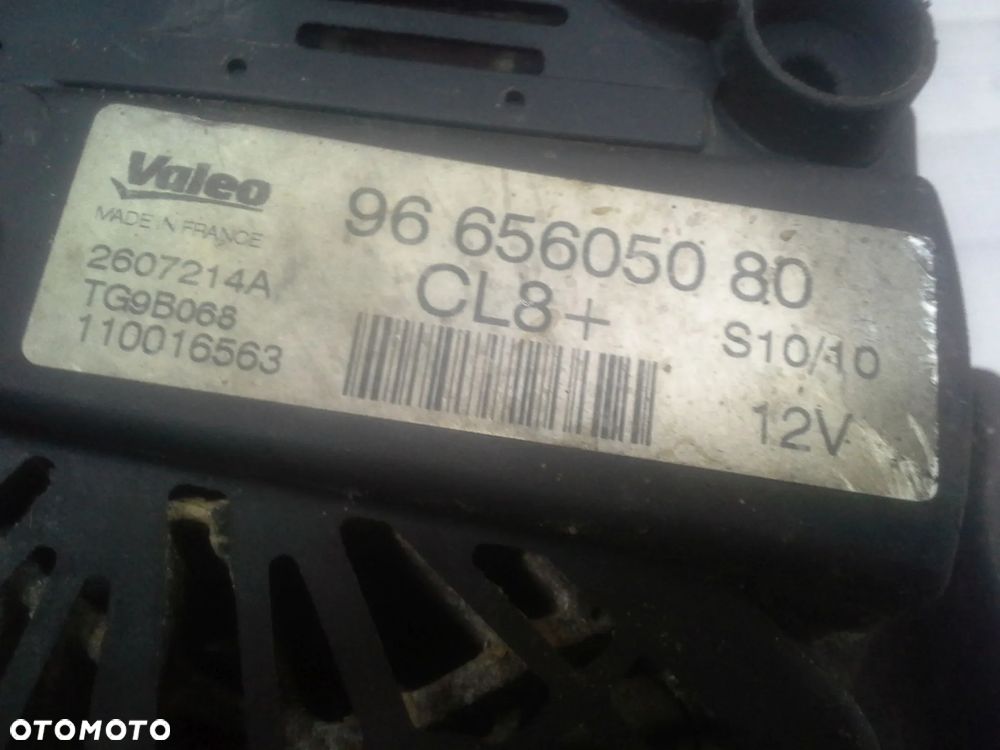 Valeo
MADE IN FRANCE
2607214A
TG9B068
110016563
96 656050 80
CL8+
S10/10
12V
OTOMOTO